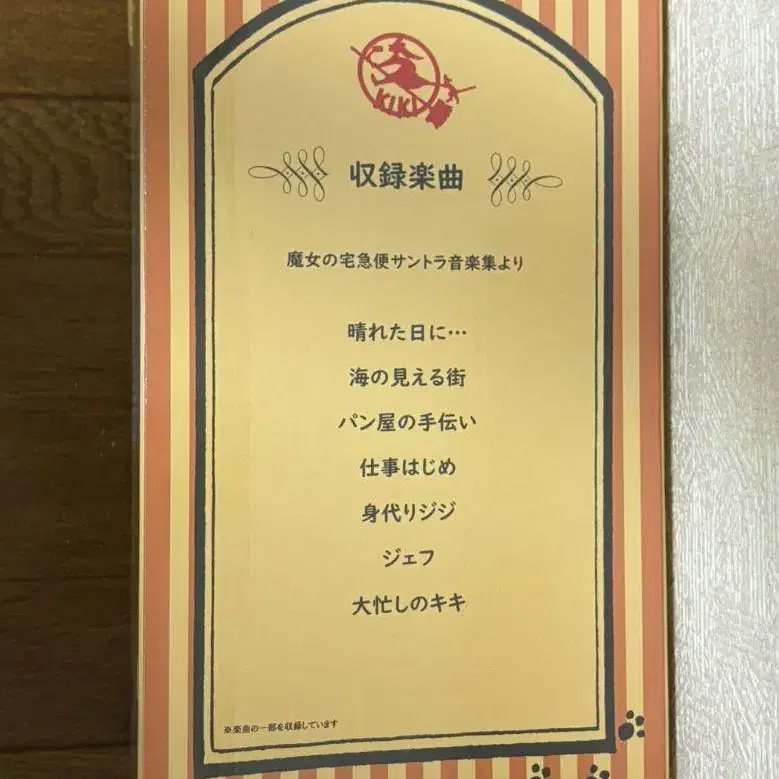 KIKI
収録楽曲
魔女の宅急便サントラ音楽集より
晴れた日に…
海の見える街
パン屋の手伝い
仕事はじめ
身代りジジ
ジェフ
大忙しのキキ
※楽曲の一部を収録しています